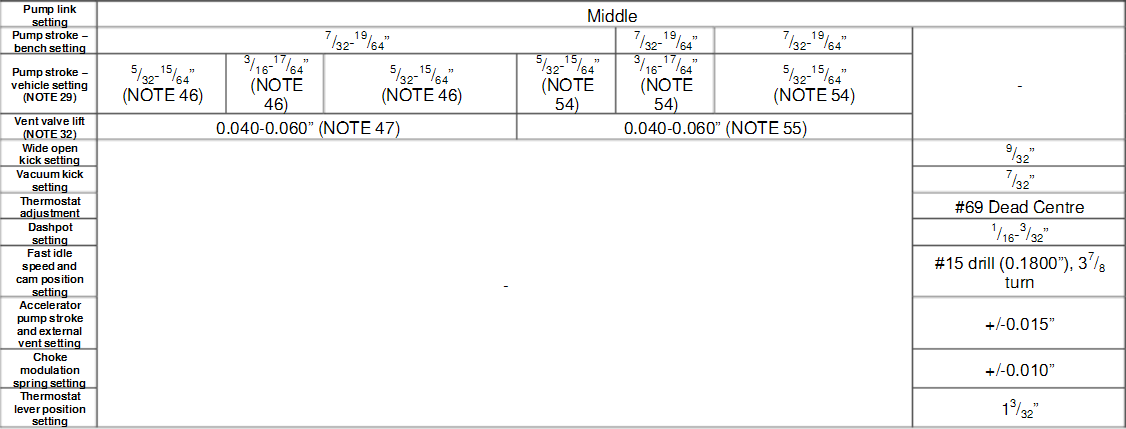 Pump link
setting
Middle
Pump stroke –
bench setting
7/32-19/64”
7/32-19/64”
7/32-19/64”
Pump stroke –
vehicle setting
(NOTE 29)
5/32-15/64”
(NOTE 46)
3/16-17/64”
(NOTE
46)
5/32-15/64”
(NOTE 46)
5/32-15/64”
(NOTE
54)
3/16-17/64”
(NOTE
54)
5/32-15/64”
(NOTE 54)
-
Vent valve lift
(NOTE 32)
0.040-0.060” (NOTE 47)
0.040-0.060” (NOTE 55)
Wide open
kick setting
-
9/32”
Vacuum kick
setting
7/32”
Thermostat
adjustment
#69 Dead Centre
Dashpot
setting
1/16-3/32”
Fast idle
speed and
cam position
setting
#15 drill (0.1800”), 3 7/8
turn
Accelerator
pump stroke
and external
vent setting
+/-0.015”
Choke
modulation
spring setting
+/-0.010”
Thermostat
lever position
setting
1 3/32”